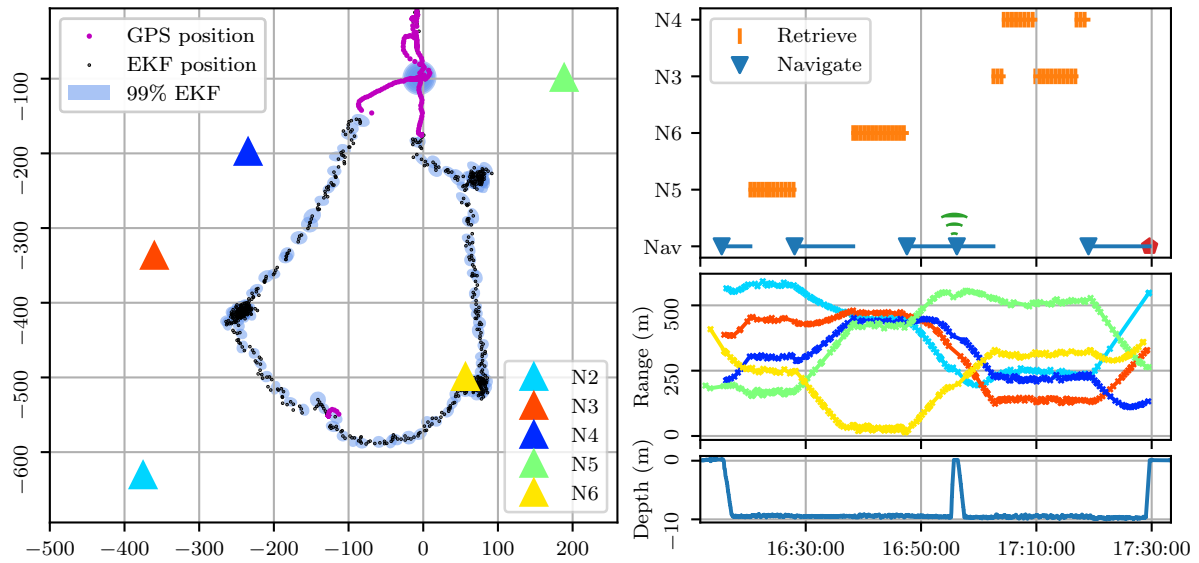 GPS position
EKF position
99% EKF
−100
−200
−300
−400
−500
−600
−500
−400
−300
−200
−100
0
100
200
N2
N3
N4
N5
N6
N4
N3
N6
N5
Nav
Retrieve
Navigate
Range (m)
500
250
0
Depth (m)
0
−10
16:30:00
16:50:00
17:10:00
17:30:00